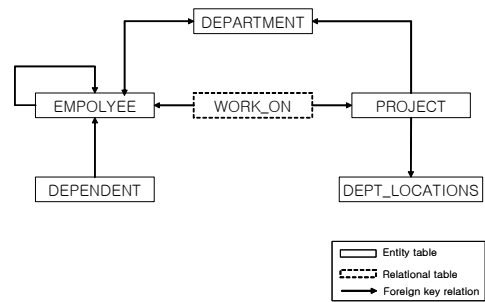 DEPARTMENT
EMPOLYEE
WORK_ON
PROJECT
DEPENDENT
DEPT_LOCATIONS
Entity table
Relational table
Foreign key relation